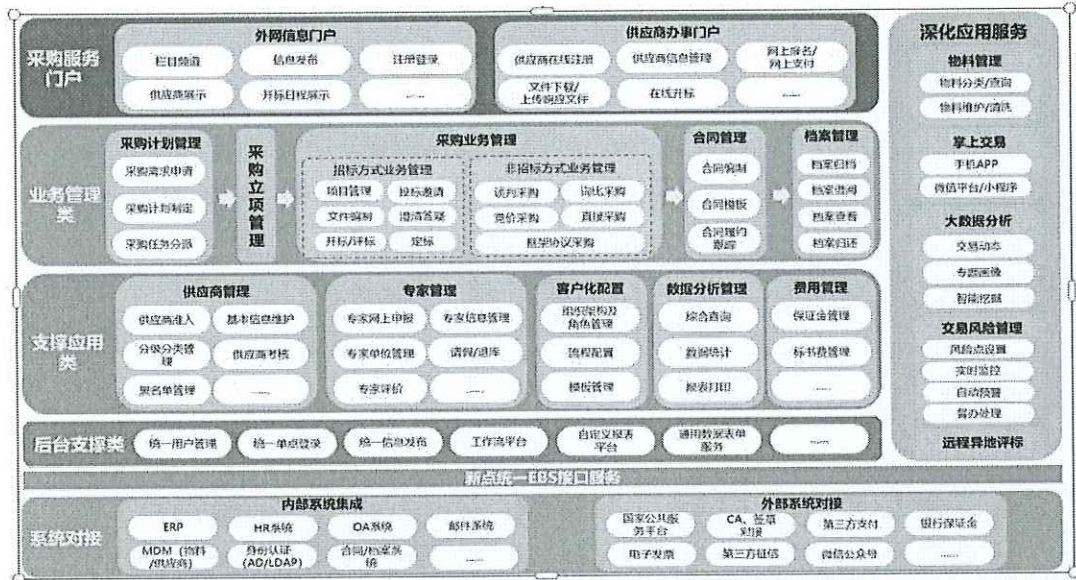 采购服务
门户
外网信息门户
栏目频道
信息发布
注册登录
供应商展示
开标日程展示
......
供应商办事门户
供应商在线注册
供应商信息管理
网上报名/
网上支付
文件下载/
上传响应文件
在线开标
......
业务管理
类
采购计划管理
采购需求申请
采购计划制定
采购任务分派
采购立项管理
采购业务管理
招标方式业务管理
项目管理
投标邀请
文件编制
澄清答疑
开标/评标
定标
非招标方式业务管理
谈判采购
询比采购
竞价采购
直接采购
框架协议采购
合同管理
合同编制
合同模板
合同履约
跟踪
档案管理
档案归档
档案借阅
档案查看
档案归还
支撑应用
类
供应商管理
供应商准入
基本信息维护
分级分类管
理
供应商考核
黑名单管理
......
专家管理
专家网上申报
专家信息管理
专家单位管理
请假/退库
专家评价
......
客户化配置
组织架构及
角色管理
流程配置
模板管理
数据分析管理
综合查询
数据统计
报表打印
费用管理
保证金管理
标书费管理
......
后台支撑类
统一用户管理
统一单点登录
统一信息发布
工作流平台
自定义报表
平台
通用数据表单
服务
......
新点统一EBS接口服务
系统对接
内部系统集成
ERP
HR系统
OA系统
邮件系统
MDM（物料
/供应商）
身份认证
(AD/LDAP)
合同/档案系
统
......
外部系统对接
国家公共服
务平台
CA、签章
对接
第三方支付
银行保证金
电子发票
第三方征信
微信公众号
......
深化应用服务
物料管理
物料分类/查询
物料维护/清洗
掌上交易
手机APP
微信平台/小程序
大数据分析
交易动态
专题画像
智能挖掘
交易风险管理
风险点设置
实时监控
自动预警
督办处理
远程异地评标